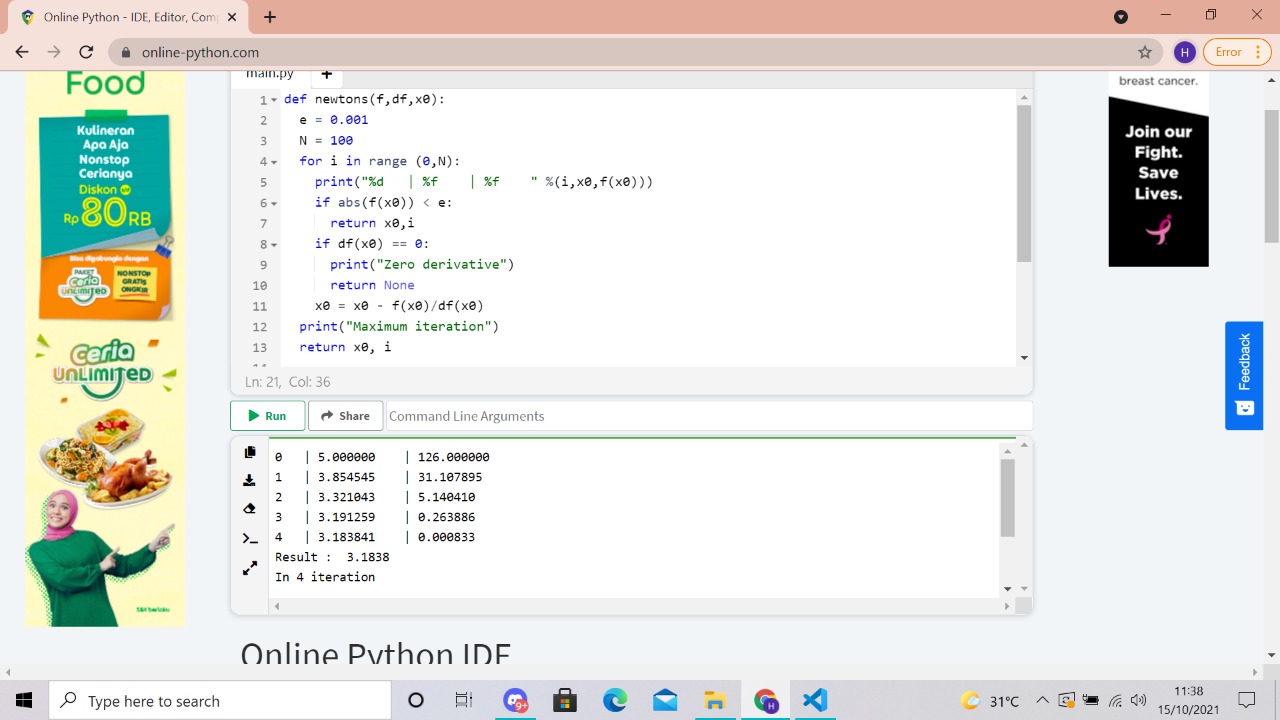 Online Python - IDE, Editor, Com
online-python.com
H
Error
Food
Kulineran
Apa Aja
Nonstop
Cerianya
Diskon
Rp 80RB
Bisa digabungin dengan
PAKET
Ceria
UNLIMITED
NONSTOP
GRATIS
ONGKIR
Ceria
UNLIMITED
S&K berlaku
main.py
+
1 def newtons(f,df,x0):
2 e = 0.001
3 N = 100
4 for i in range (0,N):
5 print("%d   | %f    | %f    " %(i,x0,f(x0)))
6 if abs(f(x0)) < e:
7 return x0,i
8 if df(x0) == 0:
9 print("Zero derivative")
10 return None
11 x0 = x0 - f(x0)/df(x0)
12 print("Maximum iteration")
13 return x0, i
14
Ln: 21, Col: 36
Run
Share
Command Line Arguments
0   | 5.000000    | 126.000000
1   | 3.854545    | 31.107895
2   | 3.321043    | 5.140410
3   | 3.191259    | 0.263886
4   | 3.183841    | 0.000833
Result :  3.1838
In 4 iteration
Online Python IDE
breast cancer.
Join our
Fight.
Save
Lives.
Feedback
Type here to search
9+
H
31°C
11:38
15/10/2021